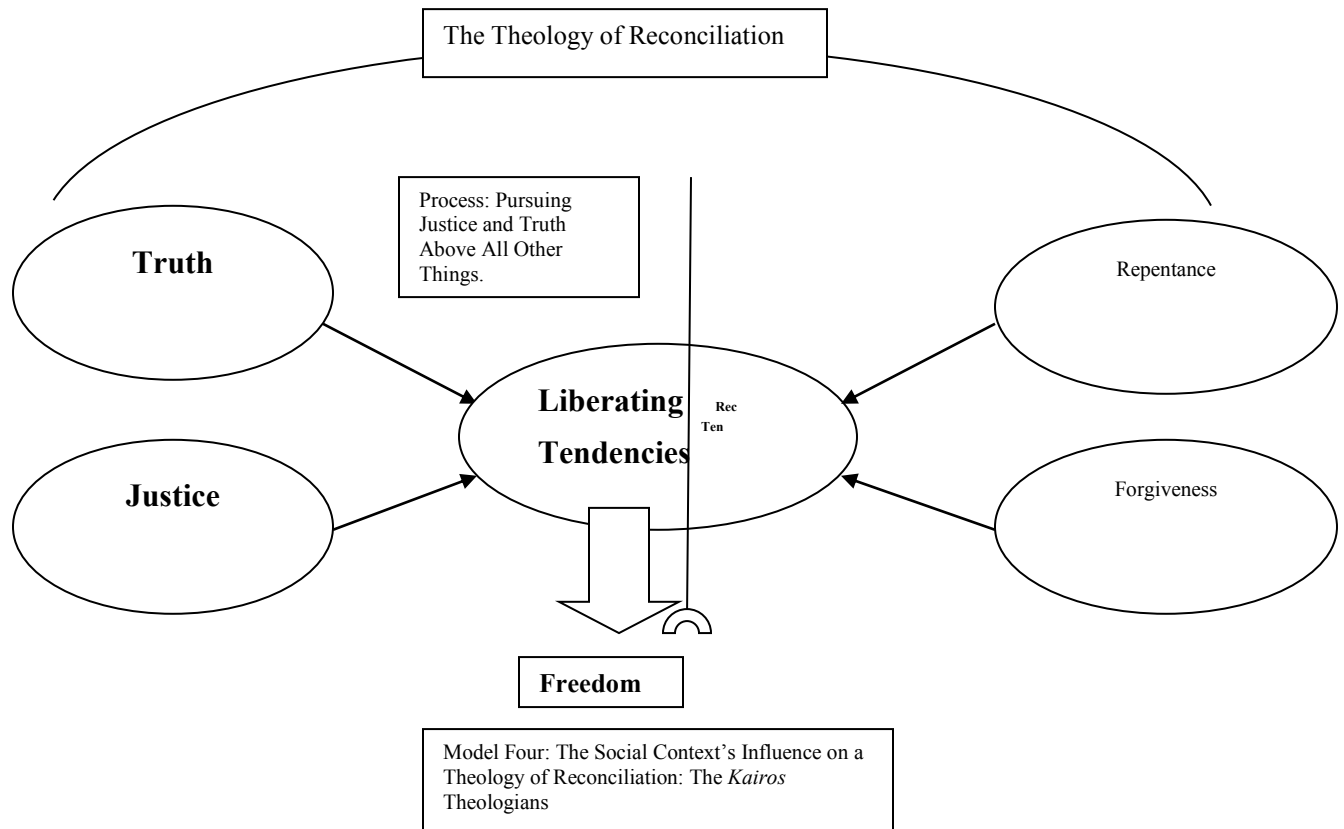 The Theology of Reconciliation
Process: Pursuing
Justice and Truth
Above All Other
Things.
Truth
Repentance
Liberating
Tendencies
Rec
Ten
Justice
Forgiveness
Freedom
Model Four: The Social Context’s Influence on a
Theology of Reconciliation: The Kairos
Theologians